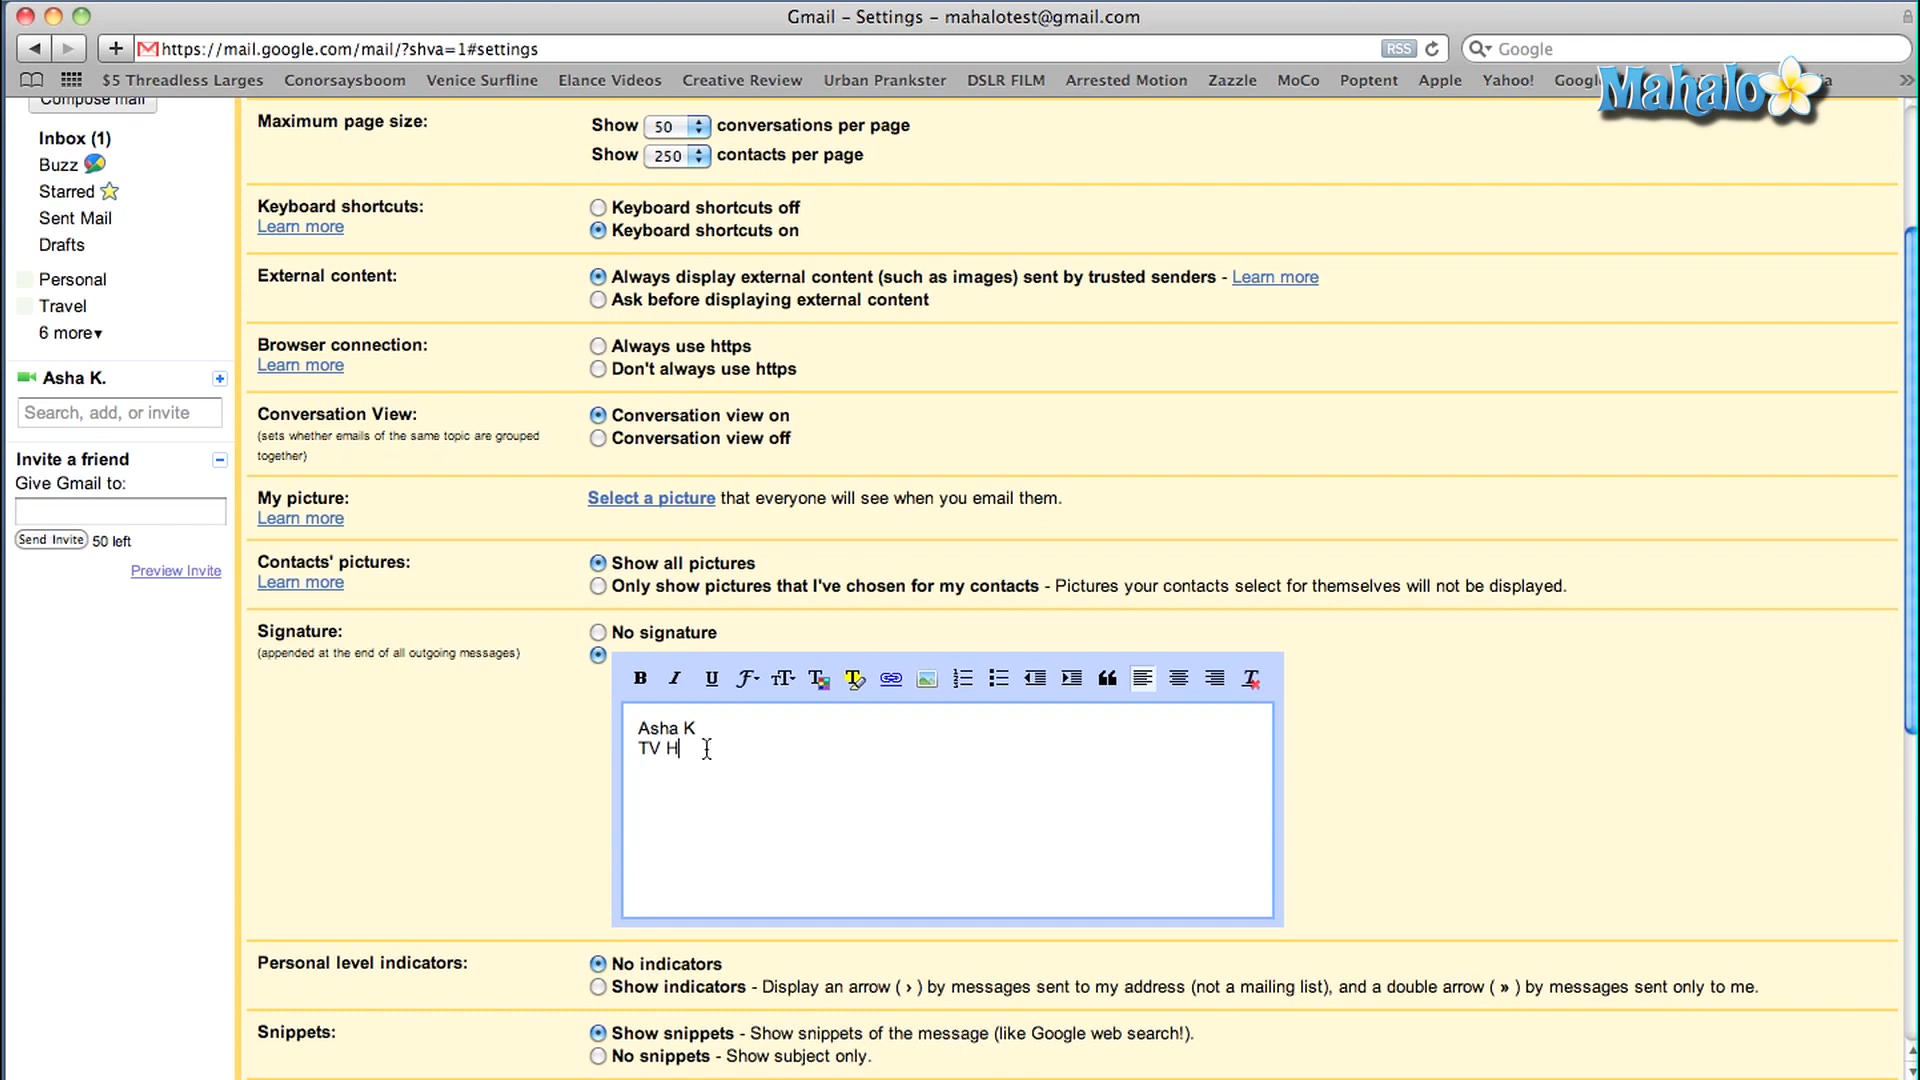 Gmail – Settings – mahalotest@gmail.com
https://mail.google.com/mail/?shva=1#settings
RSS
Google
$5 Threadless Larges Conorsaysboom Venice Surfline Elance Videos Creative Review Urban Prankster DSLR FILM Arrested Motion Zazzle MoCo Poptent Apple Yahoo!
Mahalo
Compose mail
Inbox (1)
Buzz
Starred
Sent Mail
Drafts
Personal
Travel
6 more▾
Asha K.
Search, add, or invite
Invite a friend
Give Gmail to:
Send Invite 50 left
Preview Invite
Maximum page size:
Show 50 conversations per page
Show 250 contacts per page
Keyboard shortcuts:
Learn more
Keyboard shortcuts off
Keyboard shortcuts on
External content:
Always display external content (such as images) sent by trusted senders - Learn more
Ask before displaying external content
Browser connection:
Learn more
Always use https
Don't always use https
Conversation View:
(sets whether emails of the same topic are grouped
together)
Conversation view on
Conversation view off
My picture:
Learn more
Select a picture that everyone will see when you email them.
Contacts' pictures:
Learn more
Show all pictures
Only show pictures that I've chosen for my contacts - Pictures your contacts select for themselves will not be displayed.
Signature:
(appended at the end of all outgoing messages)
No signature
B I U
Asha K
TV H
Personal level indicators:
No indicators
Show indicators - Display an arrow ( › ) by messages sent to my address (not a mailing list), and a double arrow ( » ) by messages sent only to me.
Snippets:
Show snippets - Show snippets of the message (like Google web search!).
No snippets - Show subject only.